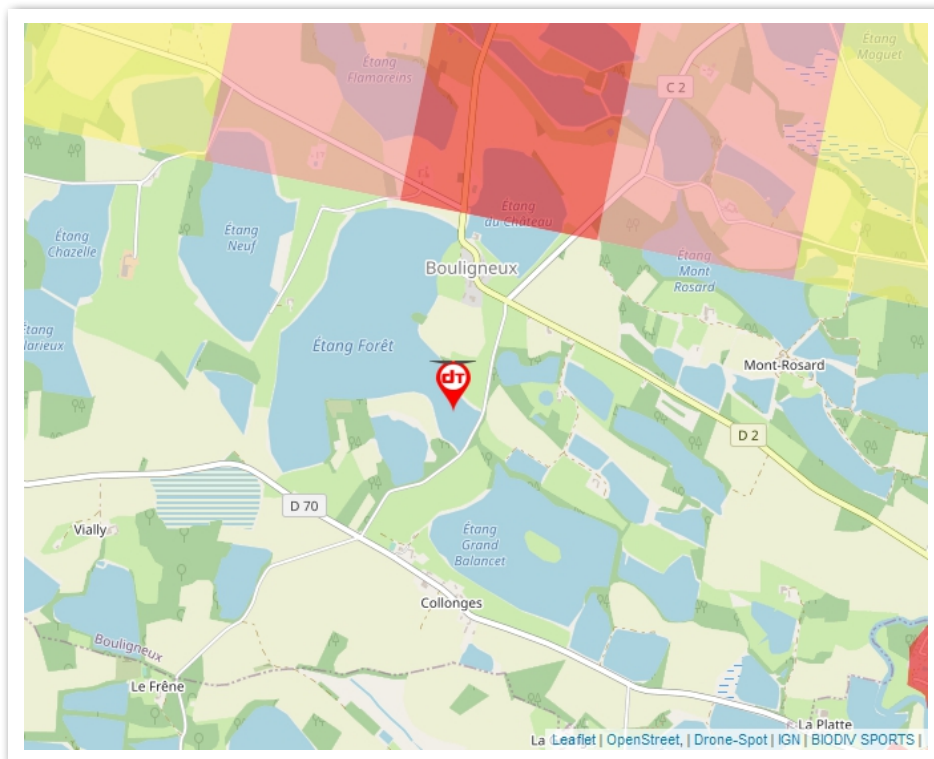 Étang
Flamareins
C 2
Étang
Moguet
Étang
Chazelle
Étang
Neuf
Étang
du Château
Bouligneux
Étang
Mont
Rosard
Étang
larieux
Étang Forêt
Mont-Rosard
dT
D 2
D 70
Vially
Étang
Grand
Balancet
Collonges
Bouligneux
Le Frêne
La Platte
La
Leaflet | OpenStreet, | Drone-Spot | IGN | BIODIV SPORTS |